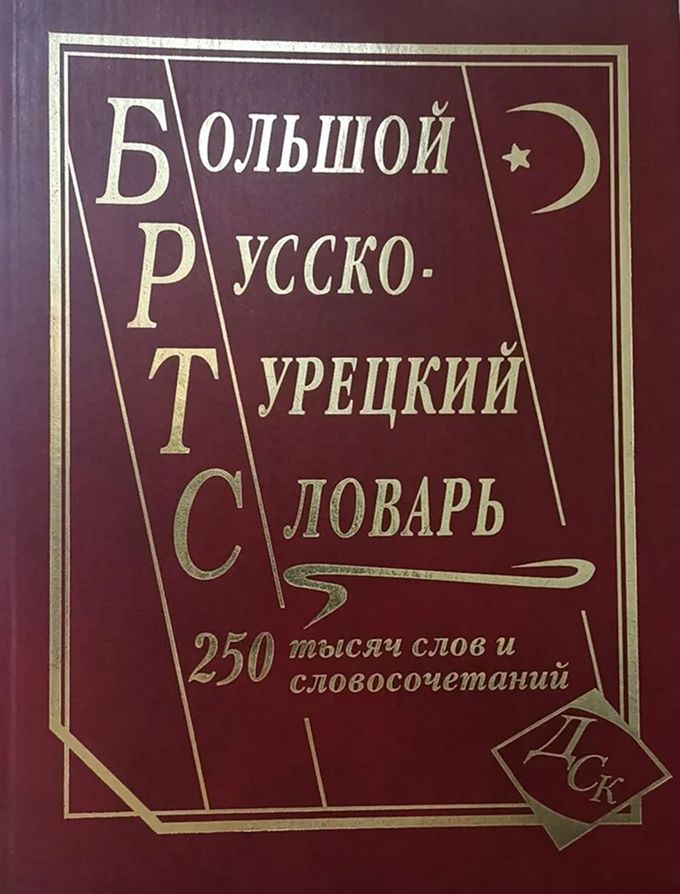 Большой
Русско-
Турецкий
Словарь
250 тысяч слов и
словосочетаний
ДСК